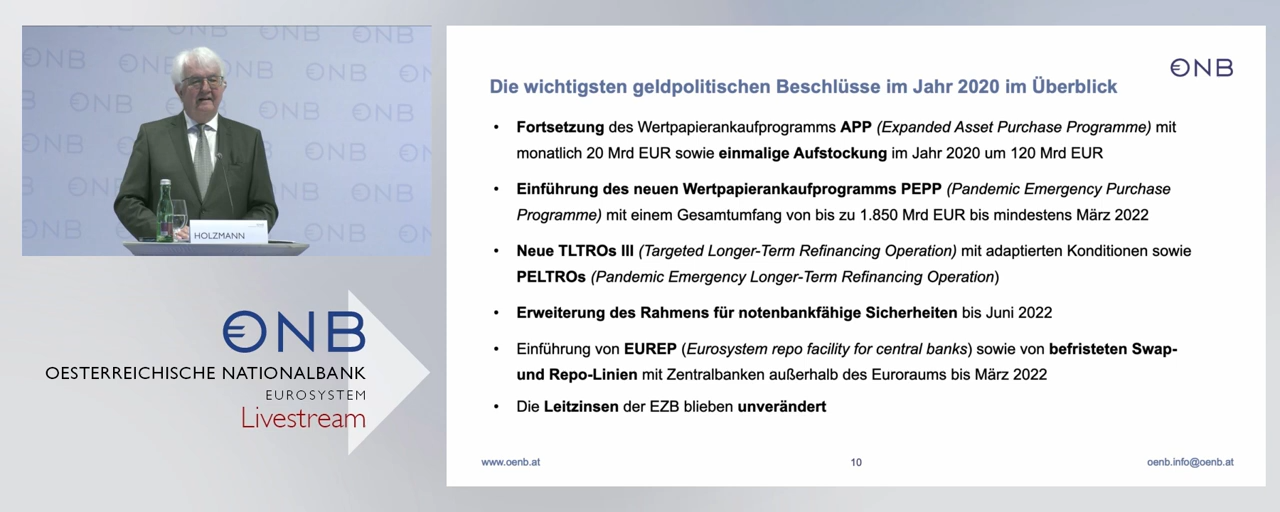 HOLZMANN
ONB
OESTERREICHISCHE NATIONALBANK
EUROSYSTEM
Livestream
ONB
Die wichtigsten geldpolitischen Beschlüsse im Jahr 2020 im Überblick
• Fortsetzung des Wertpapierankaufprogramms APP (Expanded Asset Purchase Programme) mit
monatlich 20 Mrd EUR sowie einmalige Aufstockung im Jahr 2020 um 120 Mrd EUR
• Einführung des neuen Wertpapierankaufprogramms PEPP (Pandemic Emergency Purchase
Programme) mit einem Gesamtumfang von bis zu 1.850 Mrd EUR bis mindestens März 2022
• Neue TLTROs III (Targeted Longer-Term Refinancing Operation) mit adaptierten Konditionen sowie
PELTROs (Pandemic Emergency Longer-Term Refinancing Operation)
• Erweiterung des Rahmens für notenbankfähige Sicherheiten bis Juni 2022
• Einführung von EUREP (Eurosystem repo facility for central banks) sowie von befristeten Swap-
und Repo-Linien mit Zentralbanken außerhalb des Euroraums bis März 2022
• Die Leitzinsen der EZB blieben unverändert
www.oenb.at
10
oenb.info@oenb.at